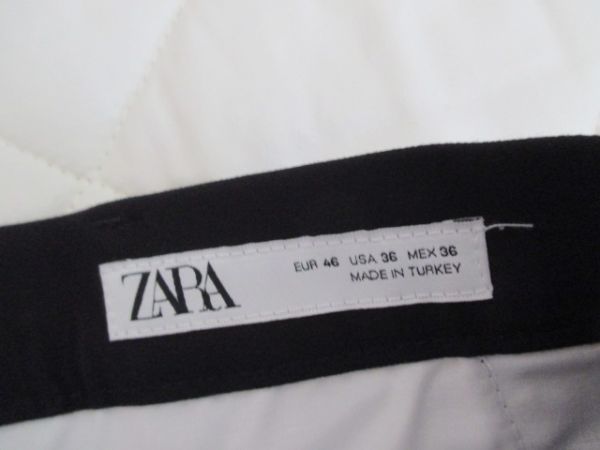 ZARA
EUR 46 USA 36 MEX 36
MADE IN TURKEY